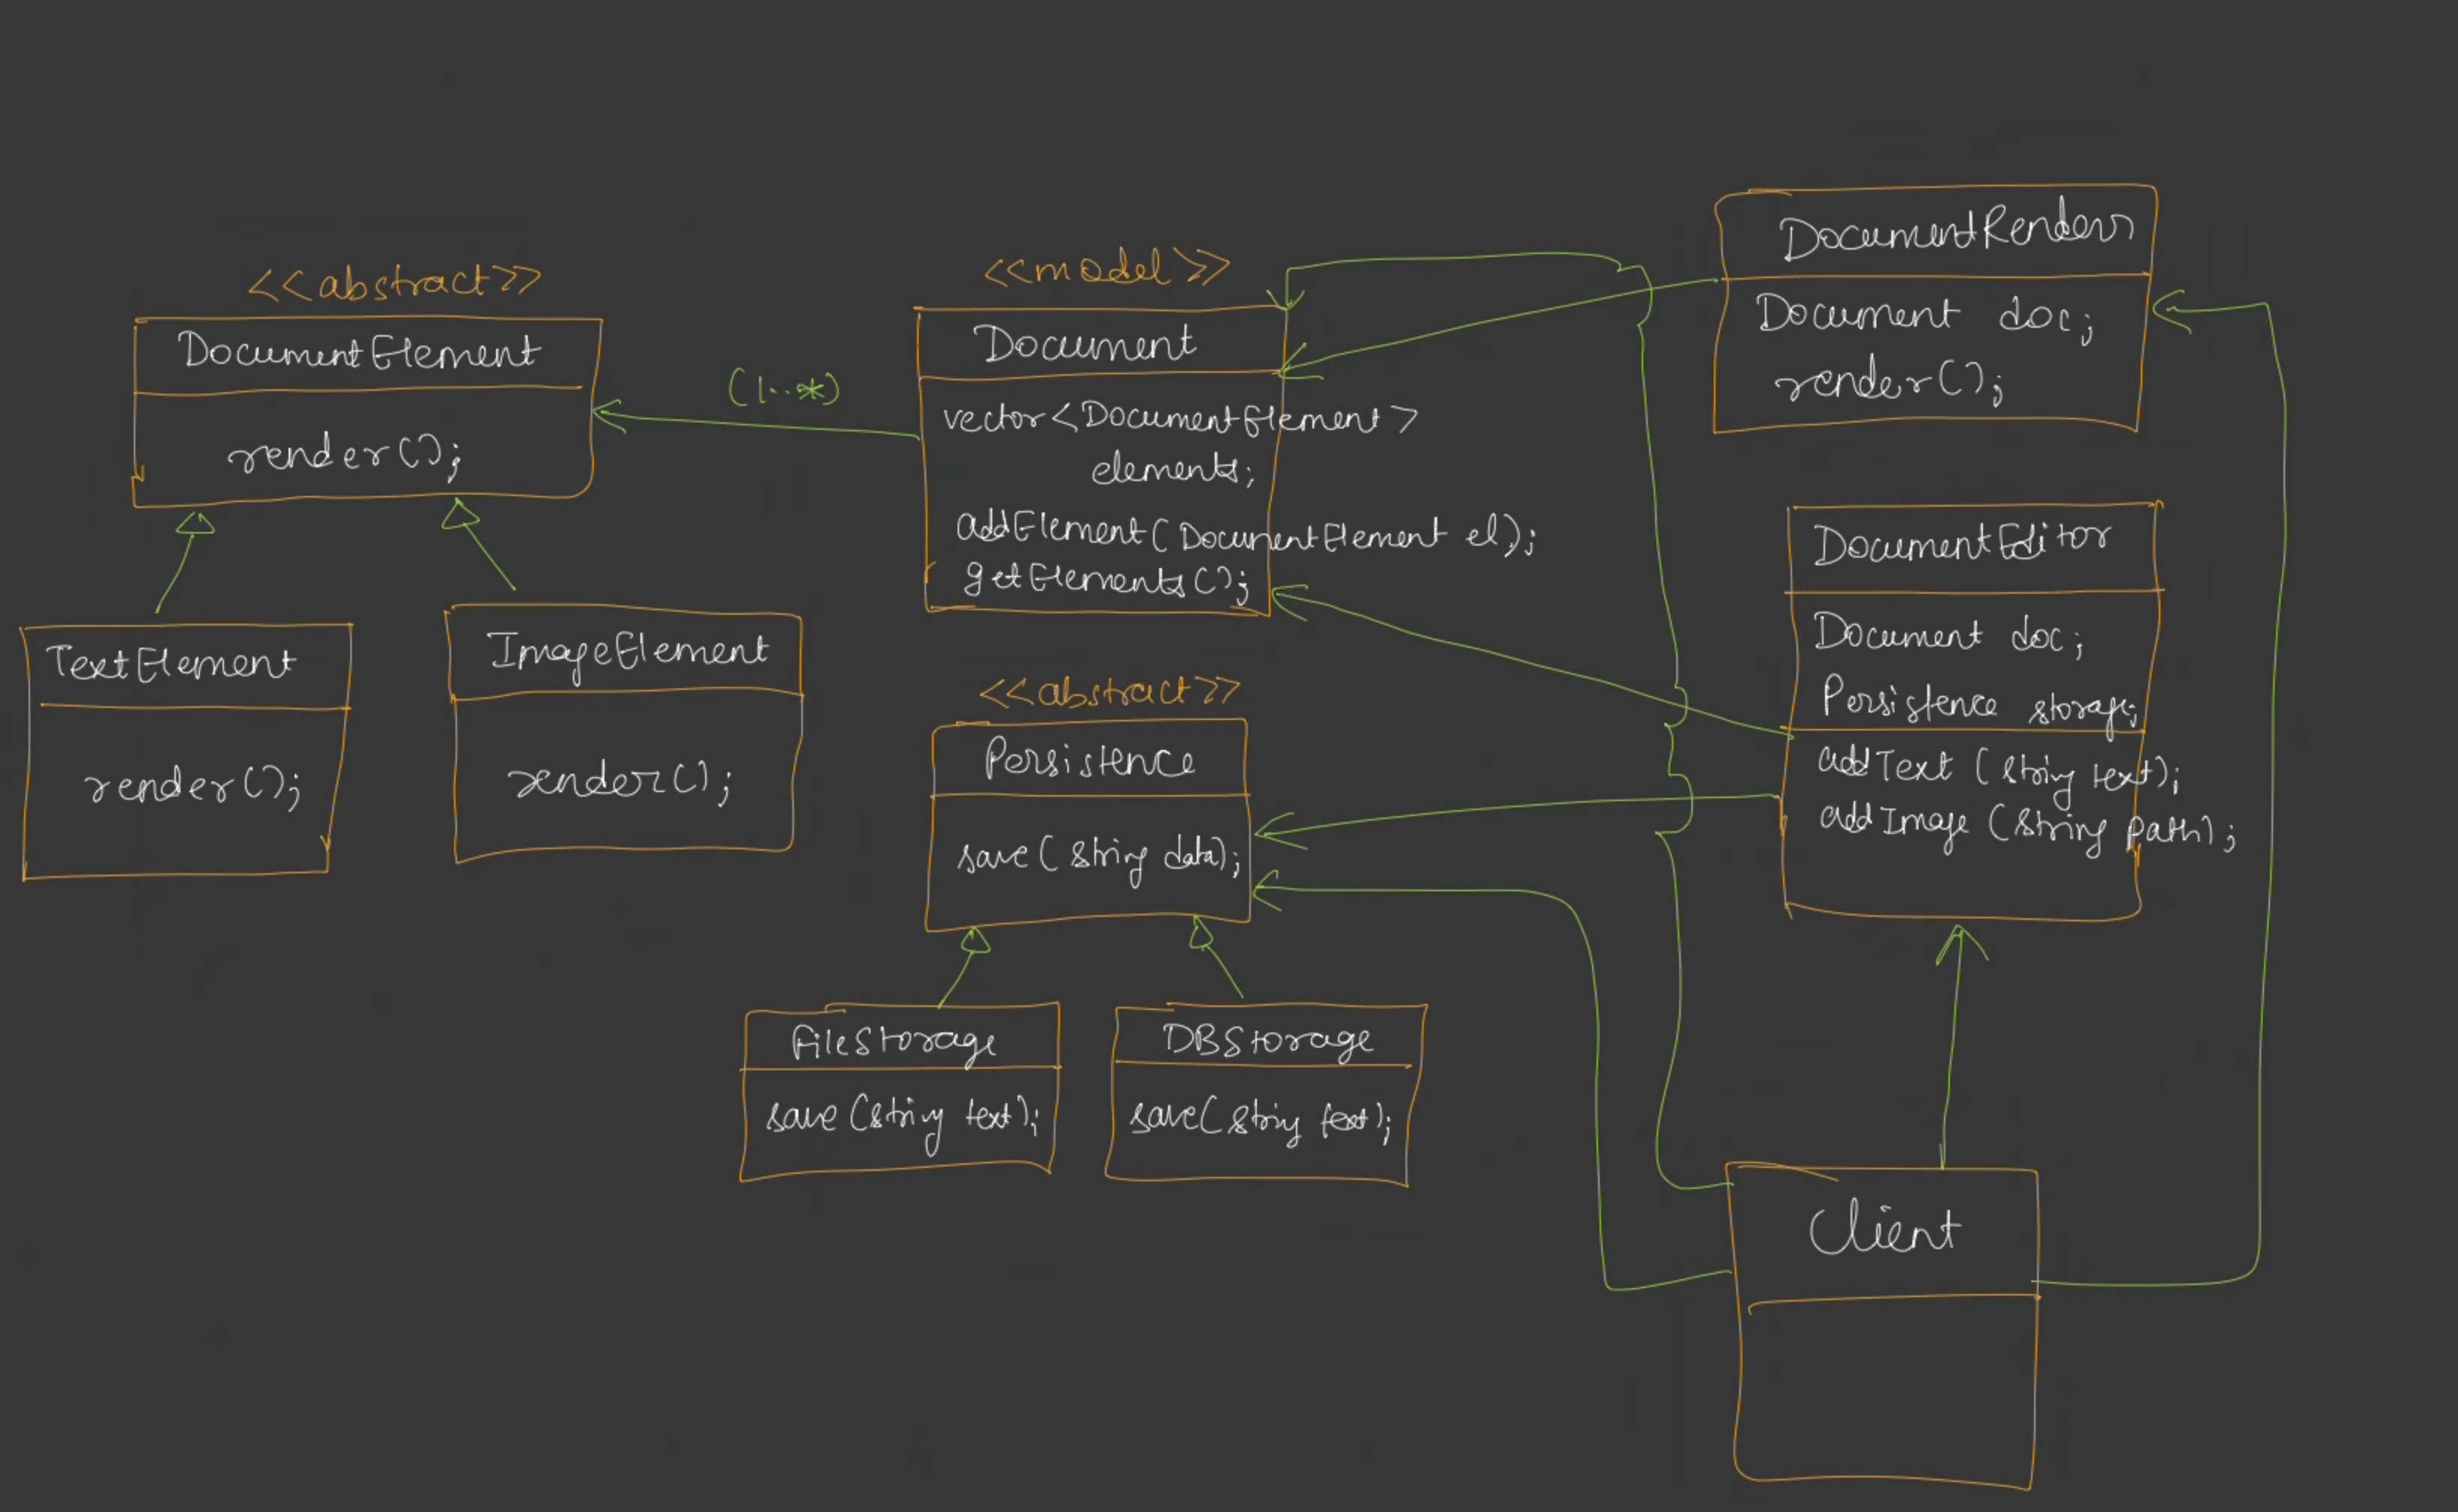 <<abstract>>
DocumentElement
render();
TextElement
render();
ImageElement
render();
(1..*)
<<model>>
Document
vector<DocumentElement>
elements;
addElement(DocumentElement el);
getElements();
<<abstract>>
Persistence
save(string data);
FileStorage
save(string text);
DBStorage
save(string text);
DocumentRender
Document doc;
render();
DocumentEditor
Document doc;
Persistence storage;
addText(string text);
addImage(string path);
Client